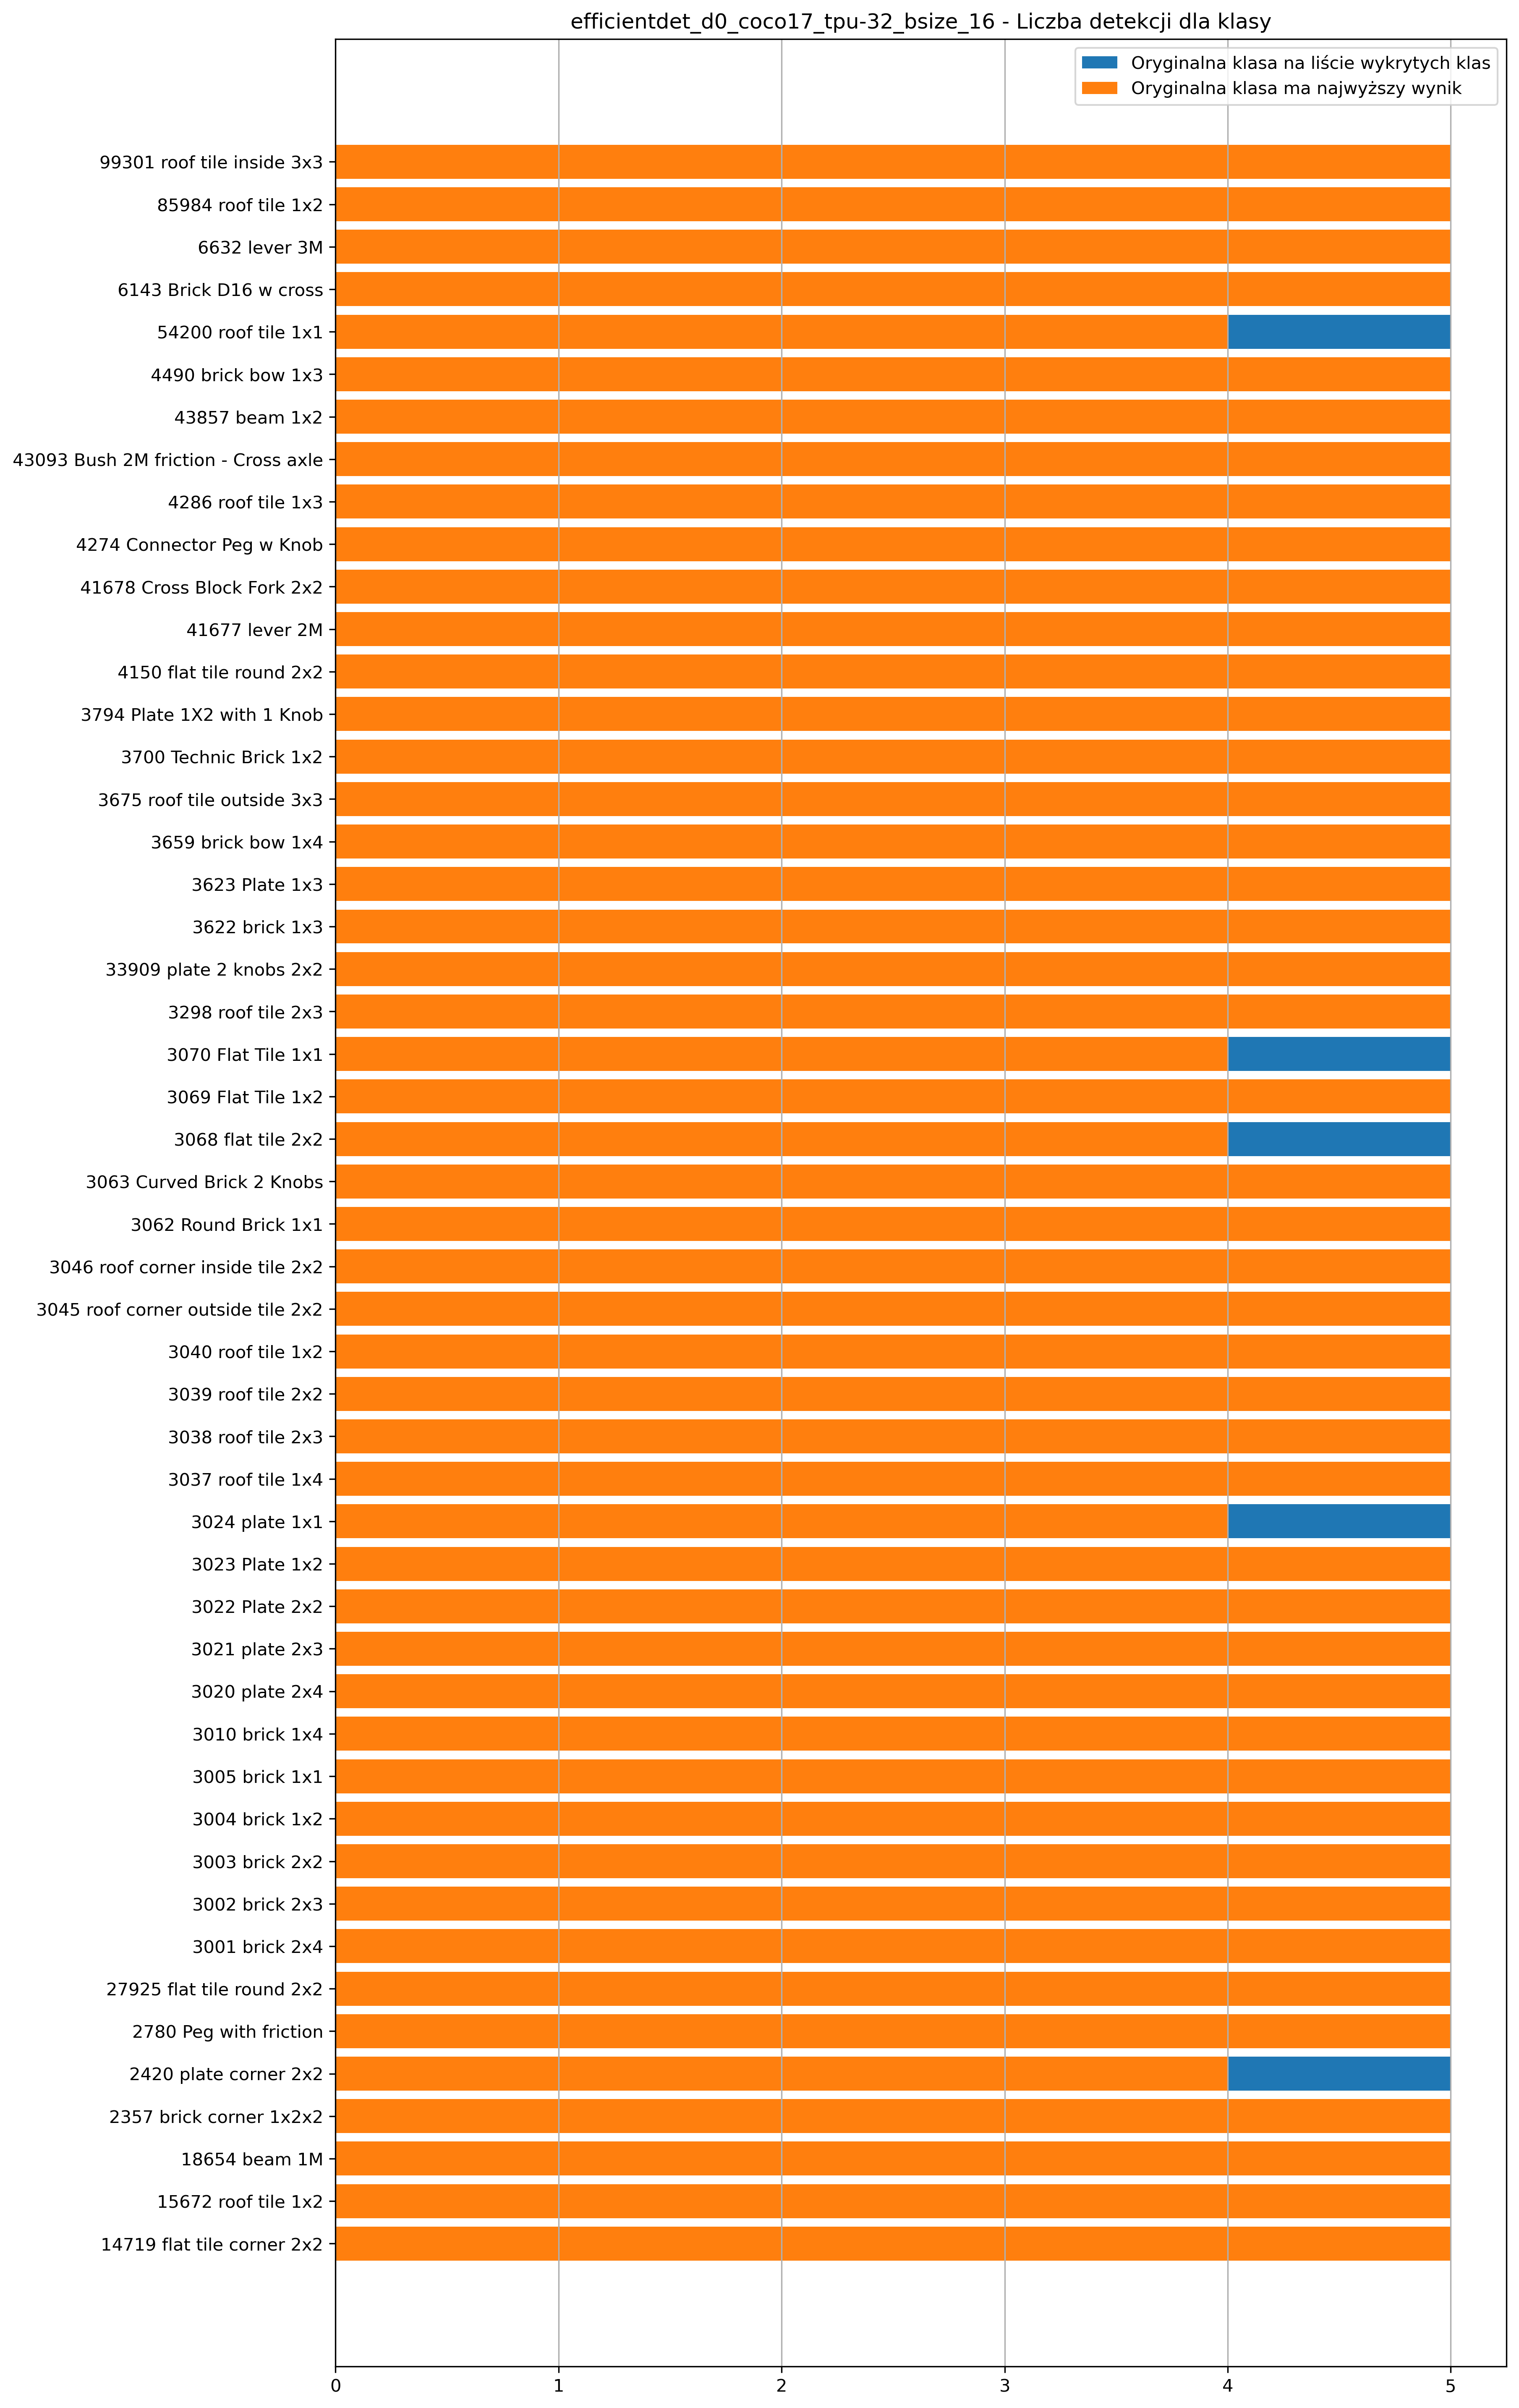 efficientdet_d0_coco17_tpu-32_bsize_16 - Liczba detekcji dla klasy
Oryginalna klasa na liście wykrytych klas
Oryginalna klasa ma najwyższy wynik
99301 roof tile inside 3x3
85984 roof tile 1x2
6632 lever 3M
6143 Brick D16 w cross
54200 roof tile 1x1
4490 brick bow 1x3
43857 beam 1x2
43093 Bush 2M friction - Cross axle
4286 roof tile 1x3
4274 Connector Peg w Knob
41678 Cross Block Fork 2x2
41677 lever 2M
4150 flat tile round 2x2
3794 Plate 1X2 with 1 Knob
3700 Technic Brick 1x2
3675 roof tile outside 3x3
3659 brick bow 1x4
3623 Plate 1x3
3622 brick 1x3
33909 plate 2 knobs 2x2
3298 roof tile 2x3
3070 Flat Tile 1x1
3069 Flat Tile 1x2
3068 flat tile 2x2
3063 Curved Brick 2 Knobs
3062 Round Brick 1x1
3046 roof corner inside tile 2x2
3045 roof corner outside tile 2x2
3040 roof tile 1x2
3039 roof tile 2x2
3038 roof tile 2x3
3037 roof tile 1x4
3024 plate 1x1
3023 Plate 1x2
3022 Plate 2x2
3021 plate 2x3
3020 plate 2x4
3010 brick 1x4
3005 brick 1x1
3004 brick 1x2
3003 brick 2x2
3002 brick 2x3
3001 brick 2x4
27925 flat tile round 2x2
2780 Peg with friction
2420 plate corner 2x2
2357 brick corner 1x2x2
18654 beam 1M
15672 roof tile 1x2
14719 flat tile corner 2x2
0 1 2 3 4 5